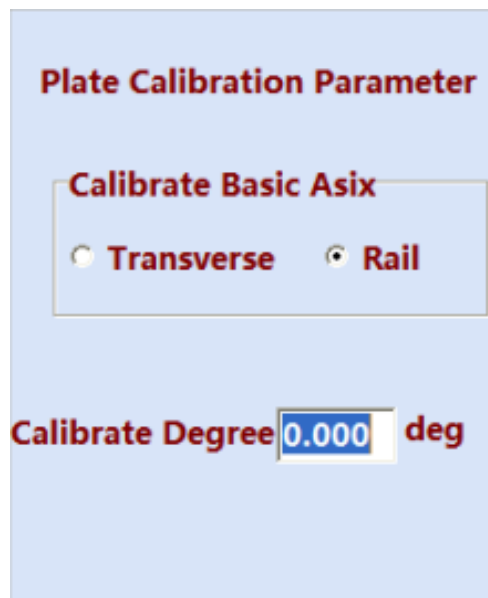 Plate Calibration Parameter
Calibrate Basic Asix
Transverse Rail
Calibrate Degree 0.000 deg